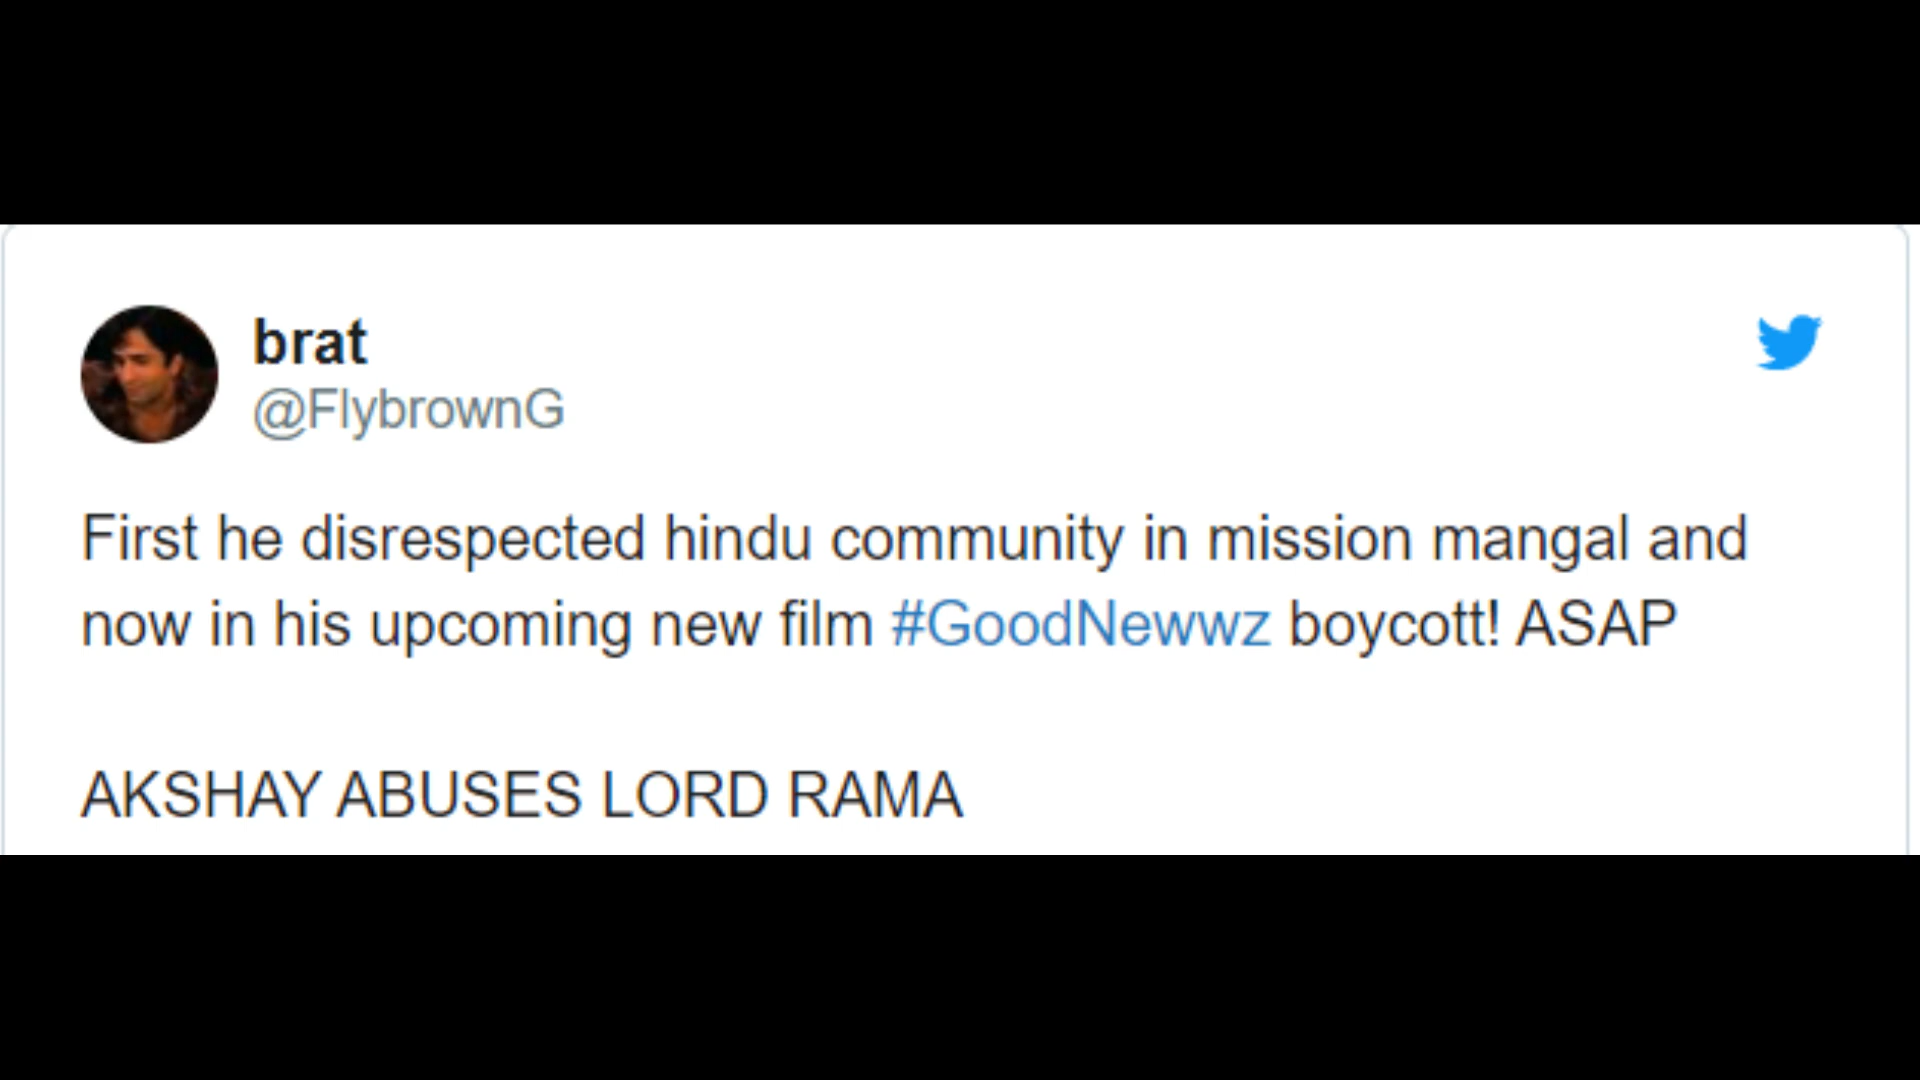 brat
@FlybrownG
First he disrespected hindu community in mission mangal and
now in his upcoming new film #GoodNewwz boycott! ASAP
AKSHAY ABUSES LORD RAMA